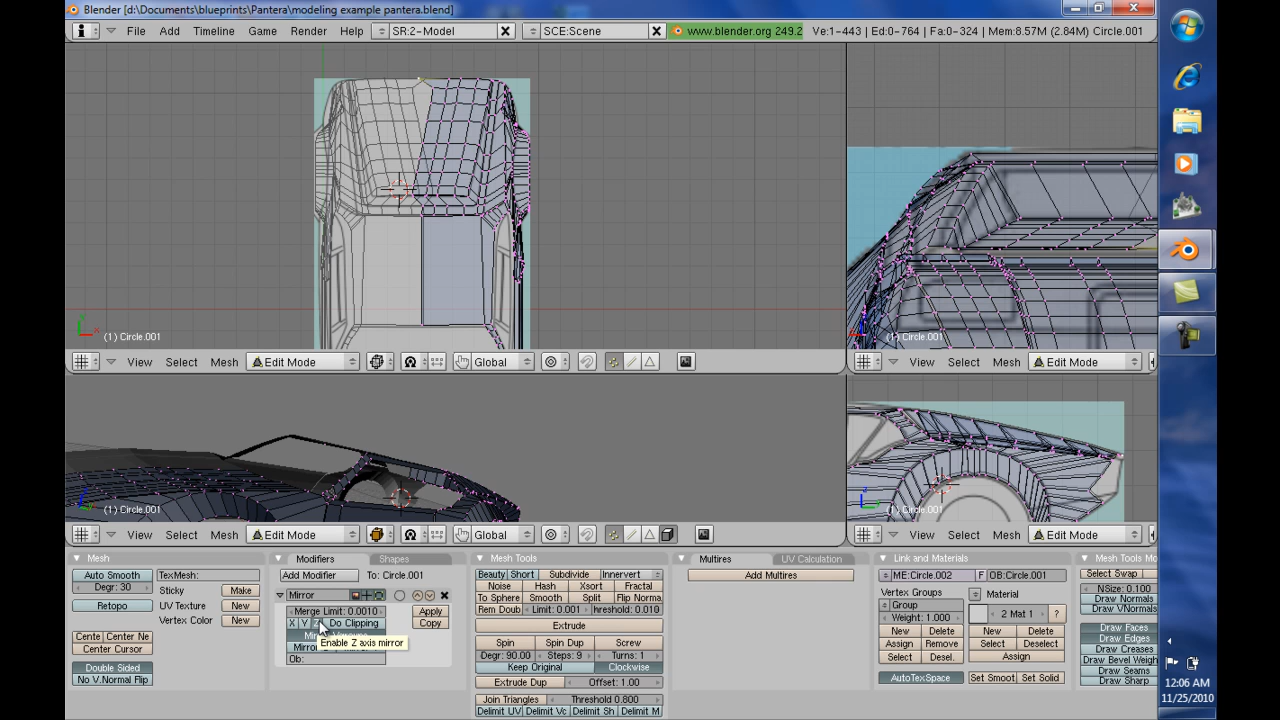 Blender [d:\Documents\blueprints\Pantera\modeling example pantera.blend]
File Add Timeline Game Render Help SR:2-Model SCE:Scene www.blender.org 249.2 Ve:1-443 | Ed:0-764 | Fa:0-324 | Mem:8.57M (2.84M) Circle.001
(1) Circle.001
(1) Circle.001
View Select Mesh Edit Mode Global
View Select Mesh Edit Mode
(1) Circle.001
(1) Circle.001
View Select Mesh Edit Mode Global
View Select Mesh Edit Mode
Mesh
Auto Smooth
Degr: 30
Retopo
Cente Center Ne
Center Cursor
Double Sided
No V.Normal Flip
TexMesh:
Sticky Make
UV Texture New
Vertex Color New
Modifiers Shapes
Add Modifier To: Circle.001
Mirror
Merge Limit: 0.0010 Apply
X Y Do Clipping Copy
Enable Z axis mirror
Ob:
Mesh Tools
Beauty Short Subdivide Innervert
Noise Hash Xsort Fractal
To Sphere Smooth Split Flip Norma
Rem Doub Limit: 0.001 hreshold: 0.010
Extrude
Spin Spin Dup Screw
Degr: 90.00 Steps: 9 Turns: 1
Keep Original Clockwise
Extrude Dup Offset: 1.00
Join Triangles Threshold 0.800
Delimit UV Delimit Vc Delimit Sh Delimit M
Multires UV Calculation
Add Multires
Link and Materials
ME:Circle.002 F OB:Circle.001
Vertex Groups
Group
Weight: 1.000
New Delete
Assign Remove
Select Desel.
AutoTexSpace
Material
2 Mat 1 ?
New Delete
Select Deselect
Assign
Set Smoot Set Solid
Mesh Tools Mo
Select Swap
NSize: 0.100
Draw Normals
Draw VNormals
Draw Faces
Draw Edges
Draw Creases
Draw Bevel Weigh
Draw Seams
Draw Sharp
12:06 AM
11/25/2010